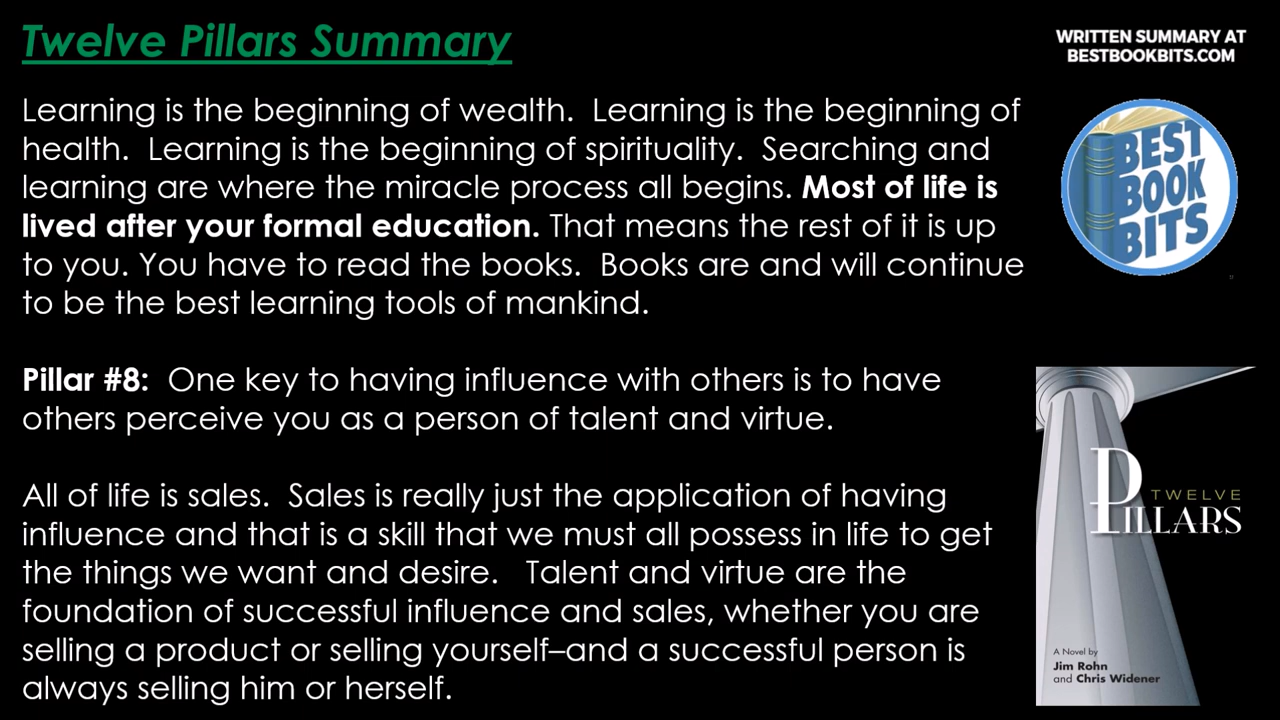 Twelve Pillars Summary
WRITTEN SUMMARY AT
BESTBOOKBITS.COM
Learning is the beginning of wealth.  Learning is the beginning of
health.  Learning is the beginning of spirituality.  Searching and
learning are where the miracle process all begins. Most of life is
lived after your formal education. That means the rest of it is up
to you. You have to read the books.  Books are and will continue
to be the best learning tools of mankind.
BEST
BOOK
BITS
Pillar #8:  One key to having influence with others is to have
others perceive you as a person of talent and virtue.
All of life is sales.  Sales is really just the application of having
influence and that is a skill that we must all possess in life to get
the things we want and desire.   Talent and virtue are the
foundation of successful influence and sales, whether you are
selling a product or selling yourself–and a successful person is
always selling him or herself.
TWELVE
PILLARS
A Novel by
Jim Rohn
and Chris Widener